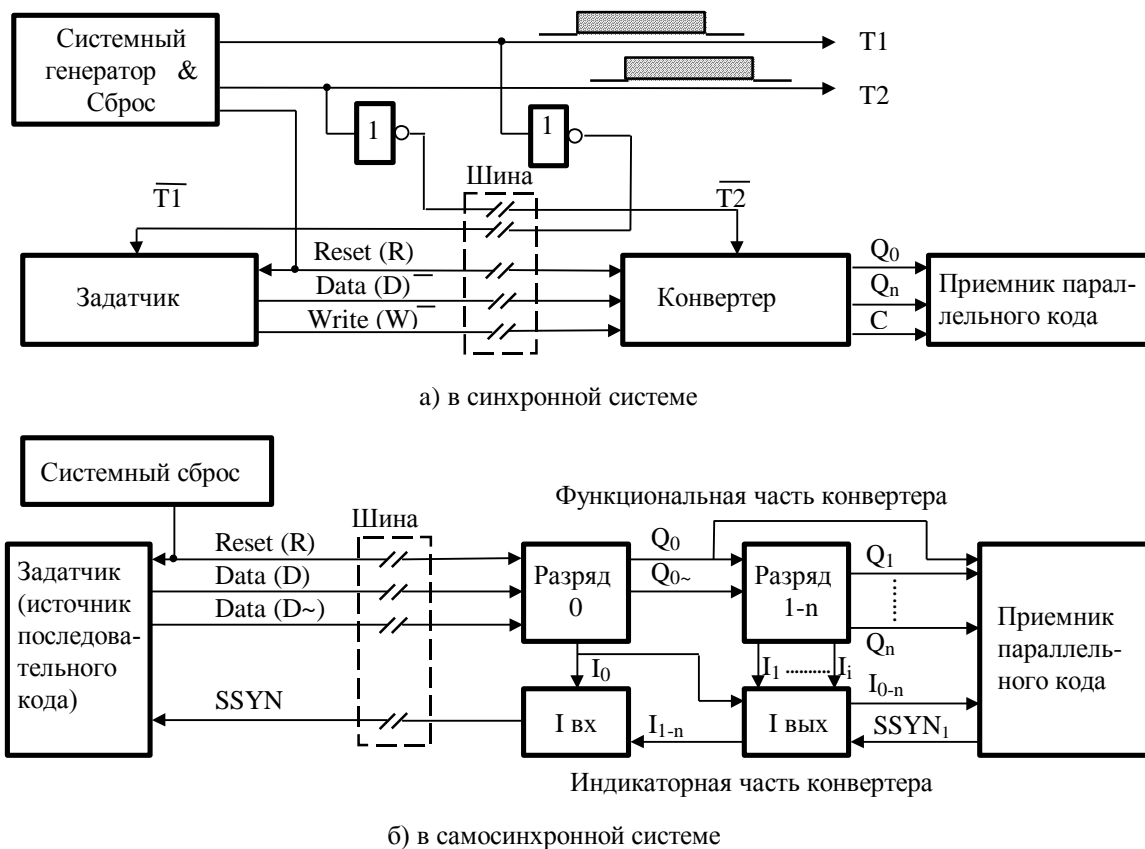 Системный
генератор &
Сброс
T1
T2
1
1
Шина
T1
T2
Reset (R)
Data (D)
Write (W)
Задатчик
Конвертер
Q0
Qn
C
Приемник парал-
лельного кода
а) в синхронной системе
Системный сброс
Функциональная часть конвертера
Шина
Reset (R)
Data (D)
Data (D~)
SSYN
Задатчик
(источник
последова-
тельного
кода)
Разряд
0
Q0
Q0~
Разряд
1-n
Q1
Qn
I0
I1 .......... Ii
I0-n
I вх
I1-n
I вых
SSYN1
Приемник
параллель-
ного кода
Индикаторная часть конвертера
б) в самосинхронной системе